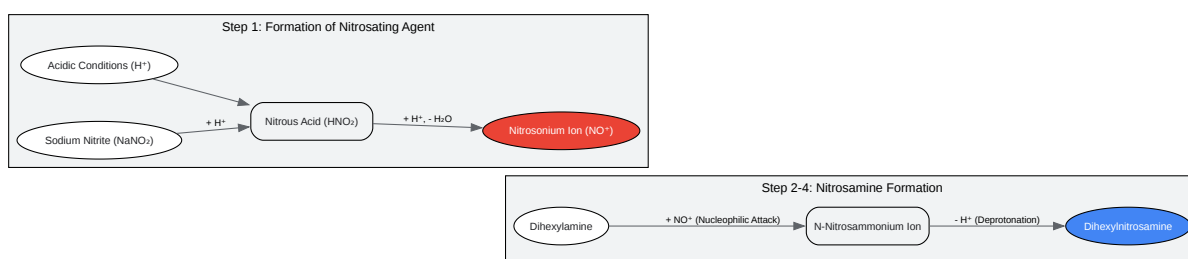 Step 1: Formation of Nitrosating Agent
Acidic Conditions (H⁺)
Sodium Nitrite (NaNO₂)
+ H⁺
Nitrous Acid (HNO₂)
+ H⁺, - H₂O
Nitrosonium Ion (NO⁺)
Step 2-4: Nitrosamine Formation
Dihexylamine
+ NO⁺ (Nucleophilic Attack)
N-Nitrosammonium Ion
- H⁺ (Deprotonation)
Dihexylnitrosamine